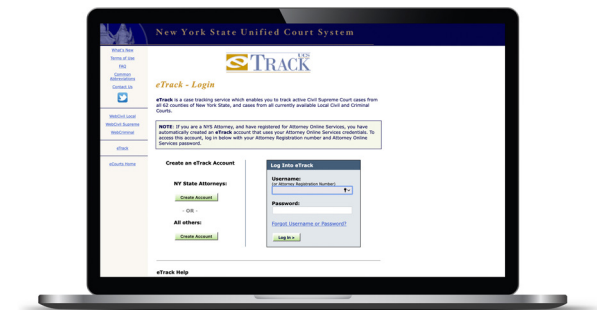 New York State Unified Court System
What's New
Terms of Use
FAQ
Common
Abbreviations
Contact Us
WebCivil Local
WebCivil Supreme
WebCriminal
eTrack
eCourts Home
UCS
eTRACK
eTrack - Login
eTrack is a case tracking service which enables you to track active Civil Supreme Court cases from
all 62 counties of New York State, and cases from all currently available Local Civil and Criminal
Courts.
NOTE: If you are a NYS Attorney, and have registered for Attorney Online Services, you have
automatically created an eTrack account that uses your Attorney Online Services credentials. To
access this account, log in below with your Attorney Registration number and Attorney Online
Services password.
Create an eTrack Account
NY State Attorneys:
Create Account
- OR -
All others:
Create Account
Log Into eTrack
Username:
(or Attorney Registration Number)
Password:
Forgot Username or Password?
Log In »
eTrack Help